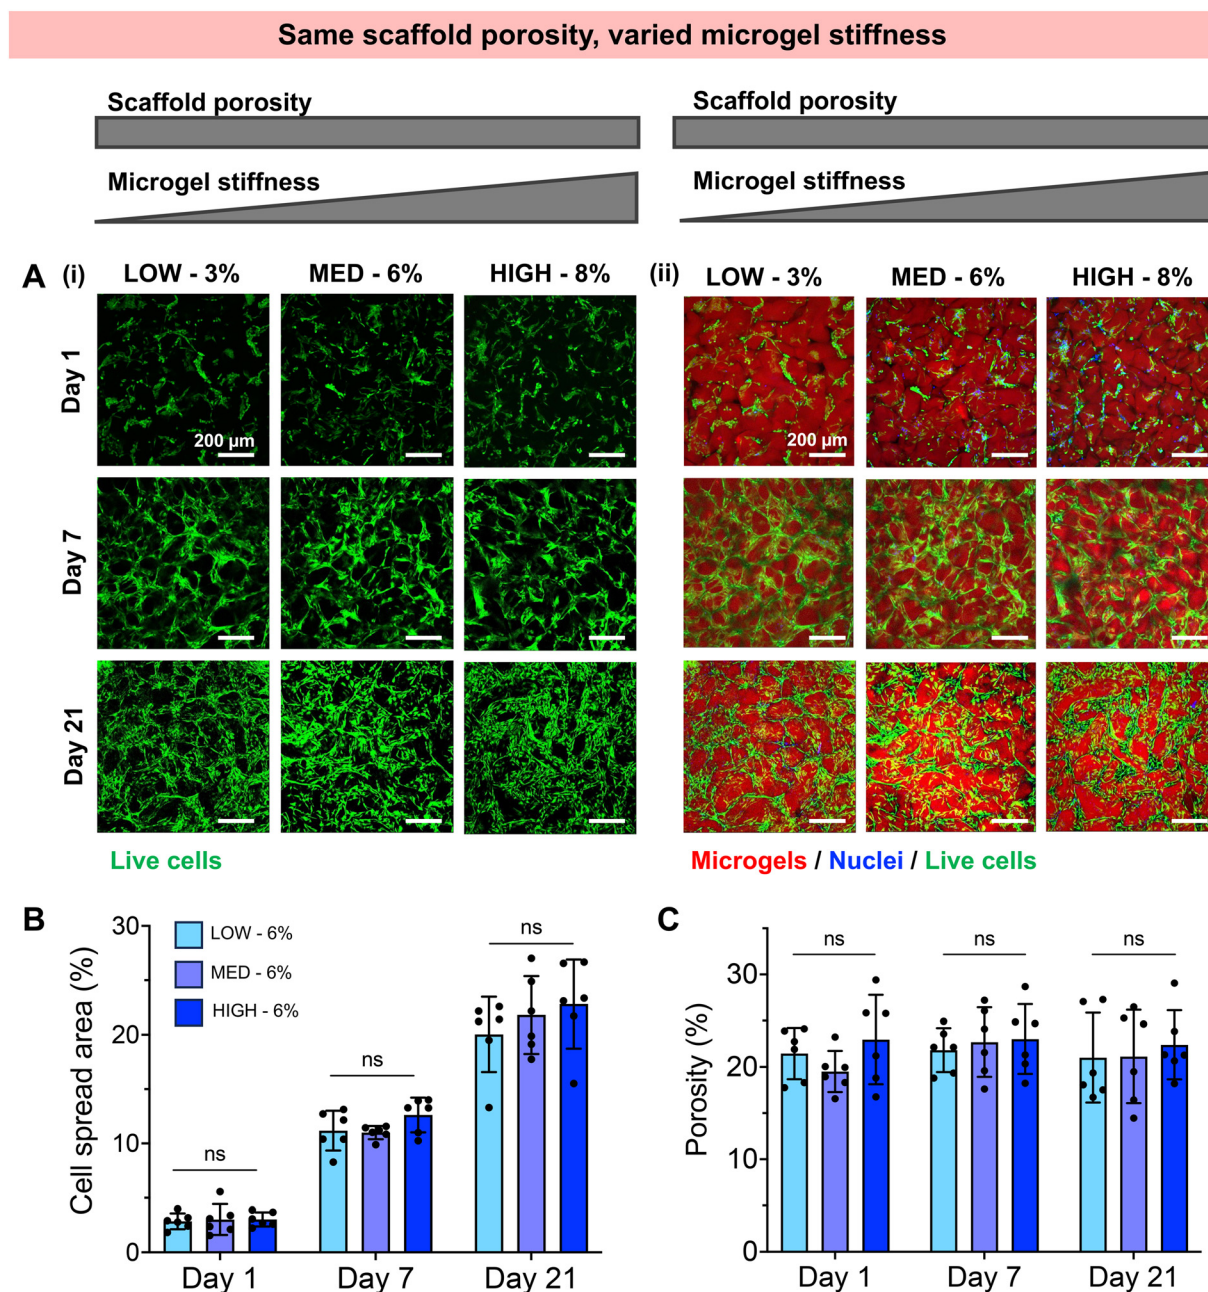 Same scaffold porosity, varied microgel stiffness
Scaffold porosity
Scaffold porosity
Microgel stiffness
Microgel stiffness
A (i) LOW - 3% MED - 6% HIGH - 8%
(ii) LOW - 3% MED - 6% HIGH - 8%
Day 1
200 µm
200 µm
Day 7
Day 21
Live cells
Microgels / Nuclei / Live cells
B
Cell spread area (%)
30
20
10
0
LOW - 6%
MED - 6%
HIGH - 6%
ns
ns
ns
Day 1 Day 7 Day 21
C
Porosity (%)
30
20
10
0
ns
ns
ns
Day 1 Day 7 Day 21